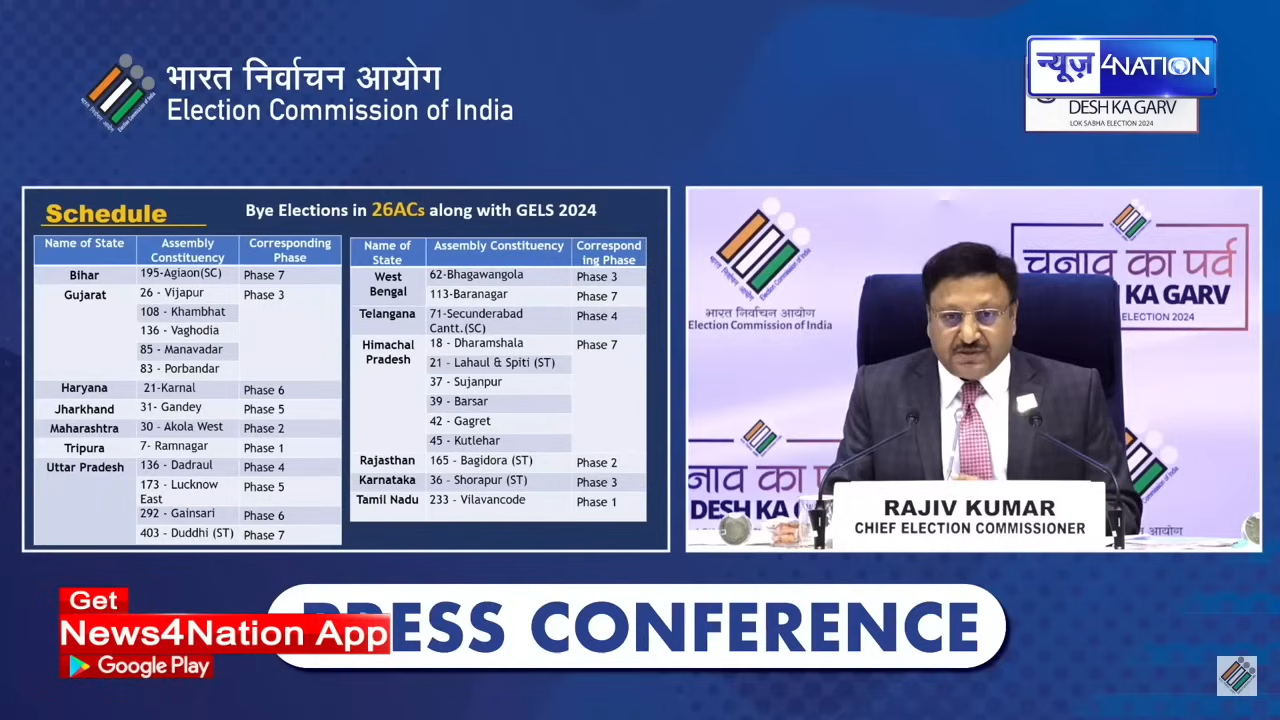 भारत निर्वाचन आयोग
Election Commission of India
न्यूज़ 4NATION
DESH KA GARV
LOK SABHA ELECTION 2024
Schedule
Bye Elections in 26ACs along with GELS 2024
Name of State Assembly Constituency Corresponding Phase
Bihar 195-Agiaon(SC) Phase 7
Gujarat 26 - Vijapur Phase 3
108 - Khambhat
136 - Vaghodia
85 - Manavadar
83 - Porbandar
Haryana 21-Karnal Phase 6
Jharkhand 31- Gandey Phase 5
Maharashtra 30 - Akola West Phase 2
Tripura 7- Ramnagar Phase 1
Uttar Pradesh 136 - Dadraul Phase 4
173 - Lucknow East Phase 5
292 - Gainsari Phase 6
403 - Duddhi (ST) Phase 7
Name of State Assembly Constituency Correspond ing Phase
West Bengal 62-Bhagawangola Phase 3
113-Baranagar Phase 7
Telangana 71-Secunderabad Cantt.(SC) Phase 4
Himachal Pradesh 18 - Dharamshala Phase 7
21 - Lahaul & Spiti (ST)
37 - Sujanpur
39 - Barsar
42 - Gagret
45 - Kutlehar
Rajasthan 165 - Bagidora (ST) Phase 2
Karnataka 36 - Shorapur (ST) Phase 3
Tamil Nadu 233 - Vilavancode Phase 1
भारत निर्वाचन आयोग
Election Commission of India
चुनाव का पर्व
KA GARV
ELECTION 2024
चुनाव का प
DESH KA GA
आयोग
RAJIV KUMAR
CHIEF ELECTION COMMISSIONER
PRESS CONFERENCE
Get
News4Nation App
Google Play